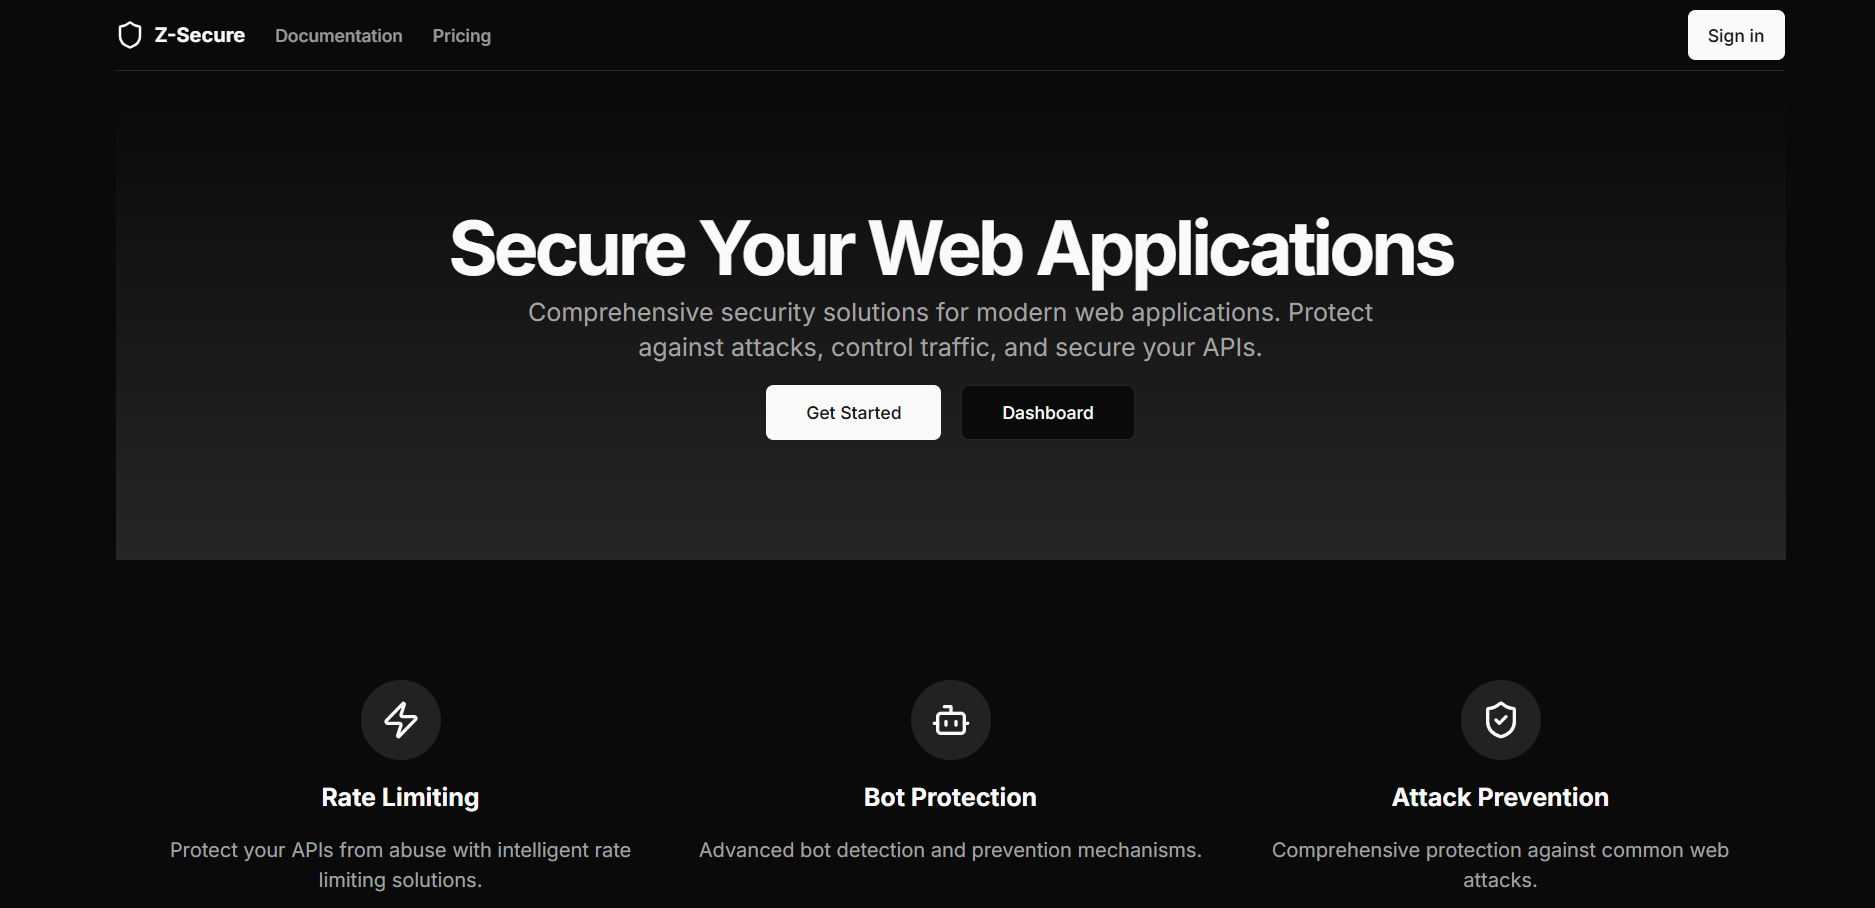 Z-Secure
Documentation
Pricing
Sign in
Secure Your Web Applications
Comprehensive security solutions for modern web applications. Protect
against attacks, control traffic, and secure your APIs.
Get Started
Dashboard
Rate Limiting
Protect your APIs from abuse with intelligent rate
limiting solutions.
Bot Protection
Advanced bot detection and prevention mechanisms.
Attack Prevention
Comprehensive protection against common web
attacks.